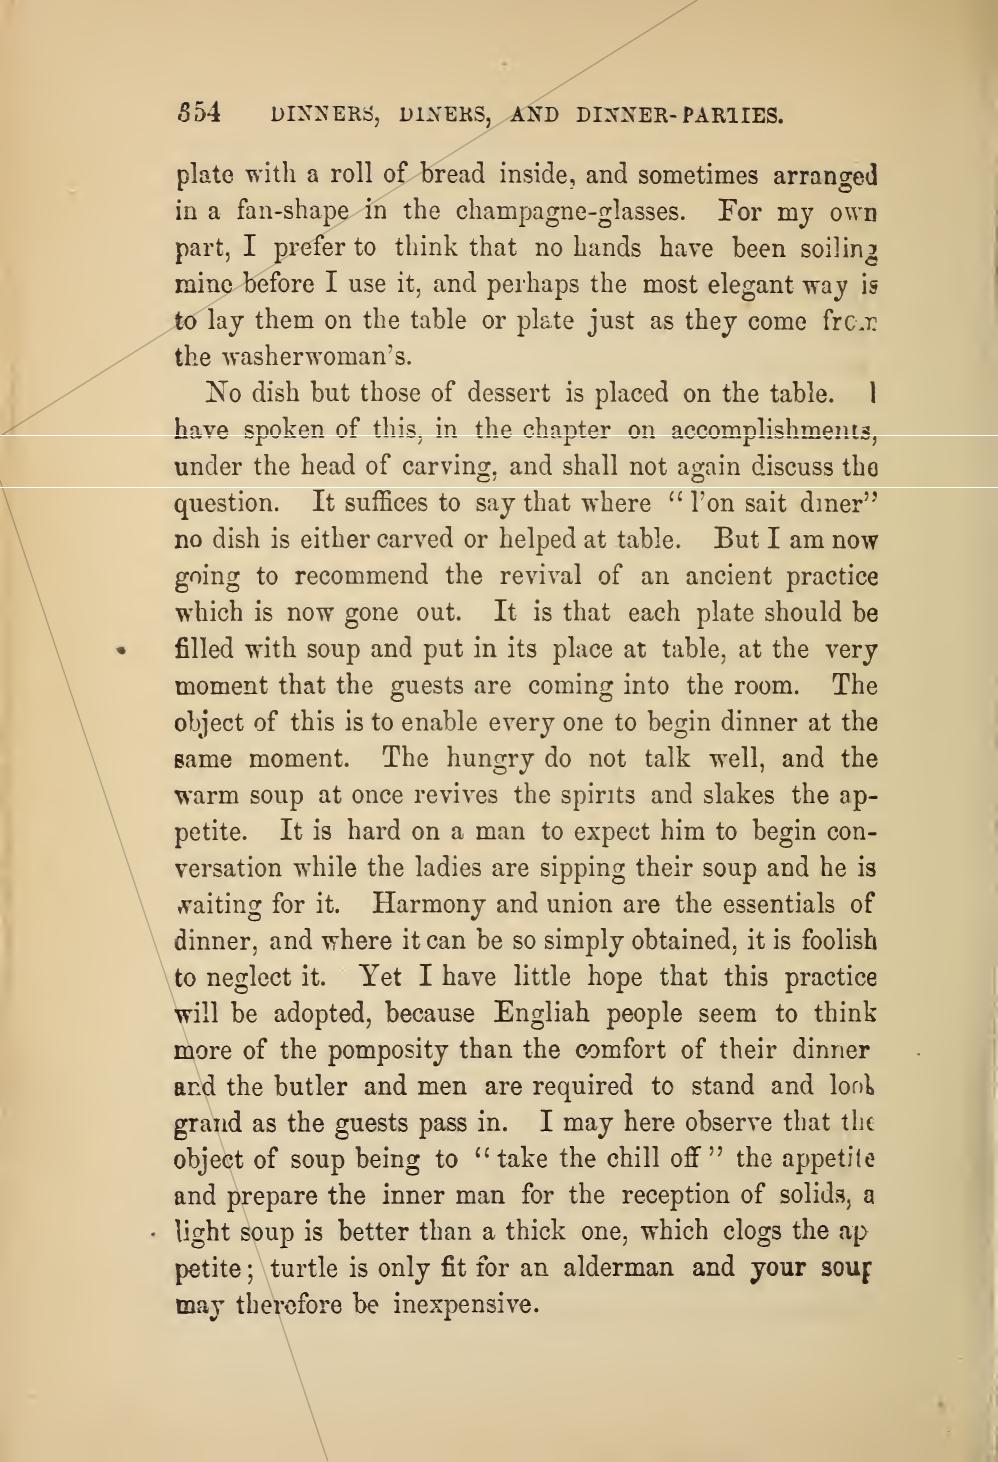 354 DINNERS, DINERS, AND DINNER-PARTIES.
plate with a roll of bread inside, and sometimes arranged
in a fan-shape in the champagne-glasses. For my own
part, I prefer to think that no hands have been soiling
mine before I use it, and perhaps the most elegant way is
to lay them on the table or plate just as they come from
the washerwoman's.
No dish but those of dessert is placed on the table. I
have spoken of this, in the chapter on accomplishments,
under the head of carving, and shall not again discuss the
question. It suffices to say that where “l'on sait diner”
no dish is either carved or helped at table. But I am now
going to recommend the revival of an ancient practice
which is now gone out. It is that each plate should be
filled with soup and put in its place at table, at the very
moment that the guests are coming into the room. The
object of this is to enable every one to begin dinner at the
same moment. The hungry do not talk well, and the
warm soup at once revives the spirits and slakes the ap-
petite. It is hard on a man to expect him to begin con-
versation while the ladies are sipping their soup and he is
waiting for it. Harmony and union are the essentials of
dinner, and where it can be so simply obtained, it is foolish
to neglect it. Yet I have little hope that this practice
will be adopted, because Engliah people seem to think
more of the pomposity than the comfort of their dinner
and the butler and men are required to stand and look
grand as the guests pass in. I may here observe that the
object of soup being to “take the chill off” the appetite
and prepare the inner man for the reception of solids, a
light soup is better than a thick one, which clogs the ap
petite; turtle is only fit for an alderman and your soup
may therefore be inexpensive.